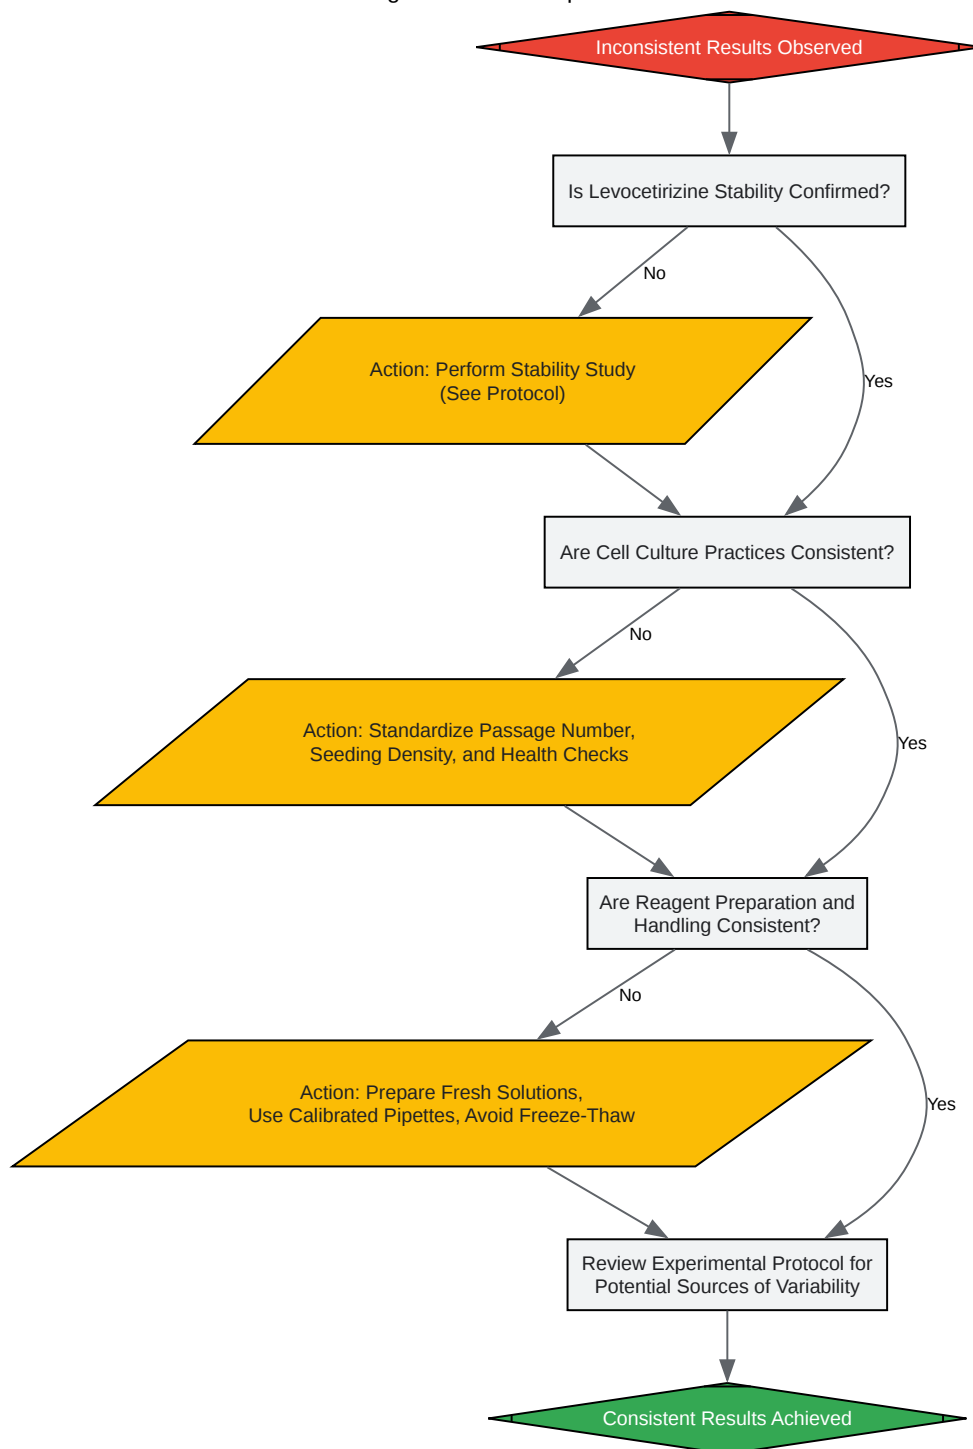 Inconsistent Results Observed
Is Levocetirizine Stability Confirmed?
No
Action: Perform Stability Study
(See Protocol)
Yes
Are Cell Culture Practices Consistent?
No
Action: Standardize Passage Number,
Seeding Density, and Health Checks
Yes
Are Reagent Preparation and
Handling Consistent?
No
Action: Prepare Fresh Solutions,
Use Calibrated Pipettes, Avoid Freeze-Thaw
Yes
Review Experimental Protocol for
Potential Sources of Variability
Consistent Results Achieved